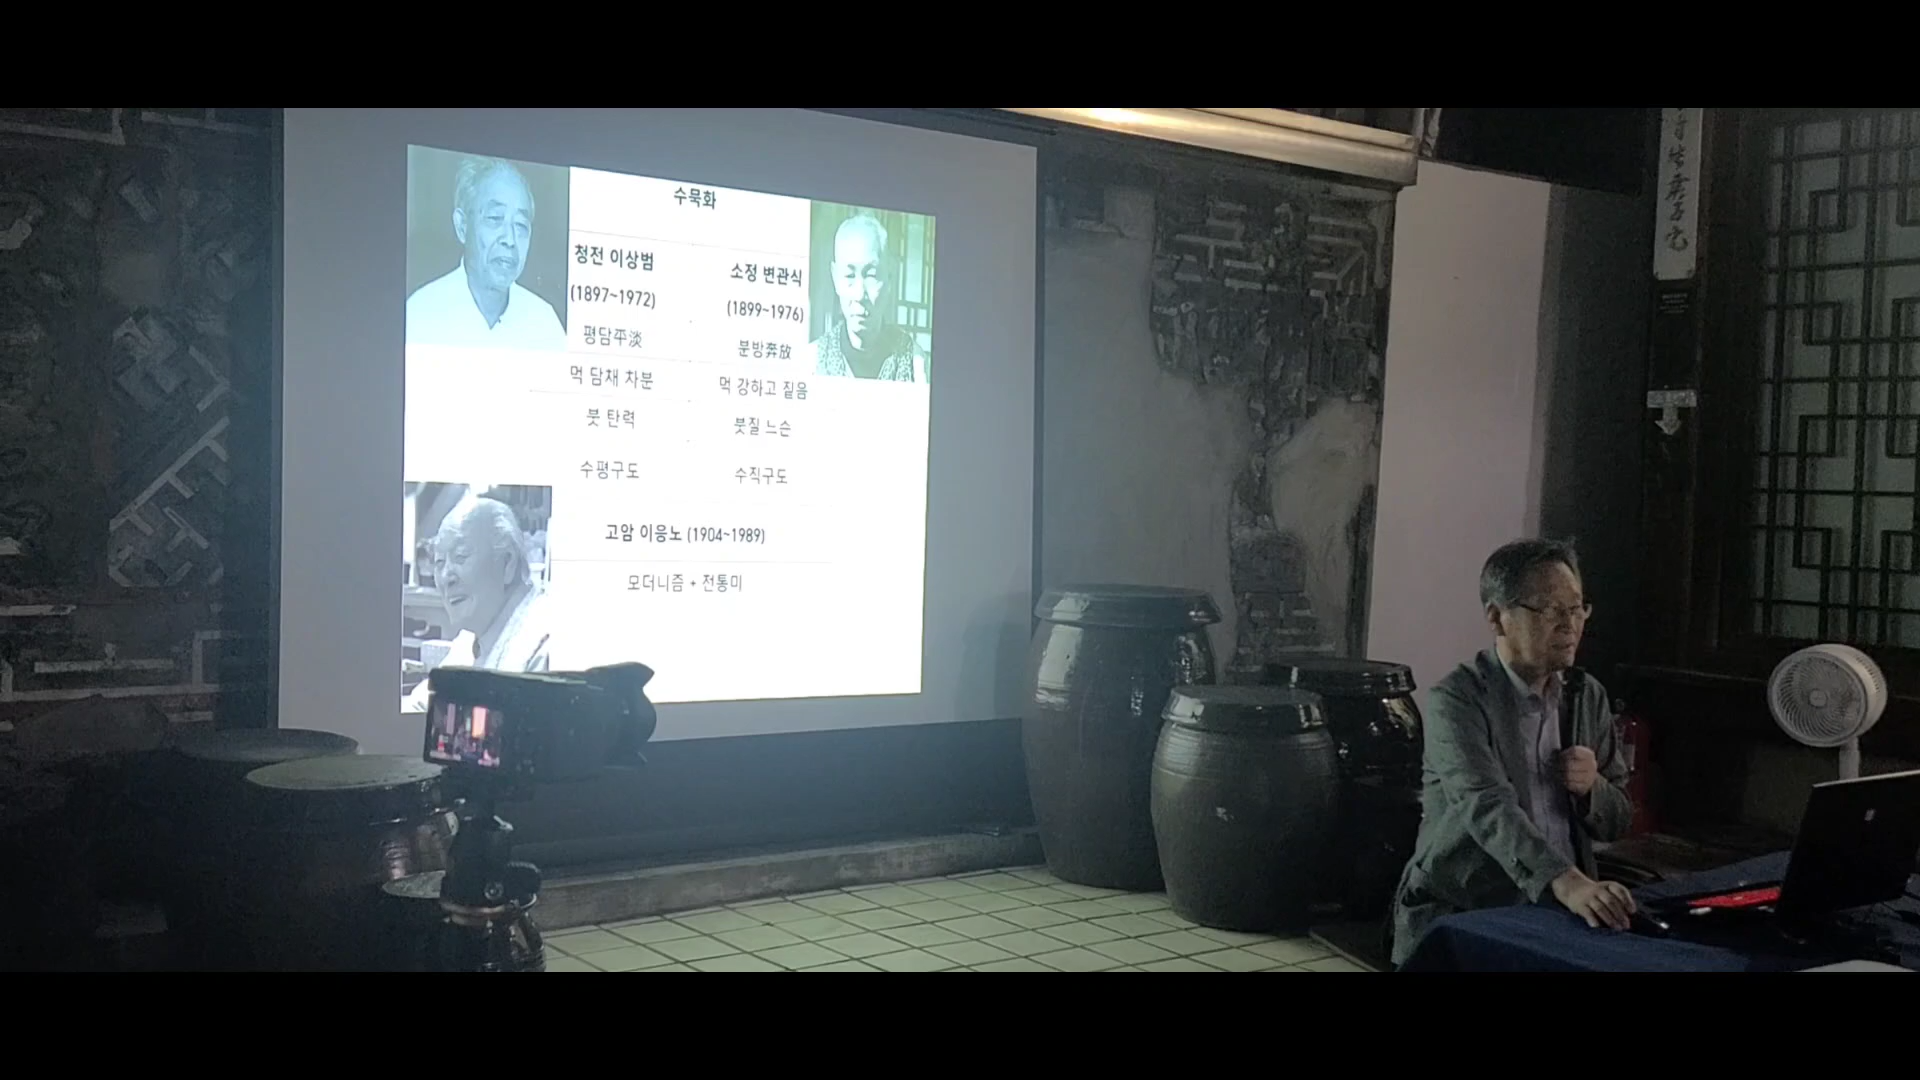 수묵화
청전 이상범
(1897~1972)
평담平淡
먹 담채 차분
붓 탄력
수평구도
소정 변관식
(1899~1976)
분방奔放
먹 강하고 짙음
붓질 느슨
수직구도
고암 이응노 (1904~1989)
모더니즘 + 전통미